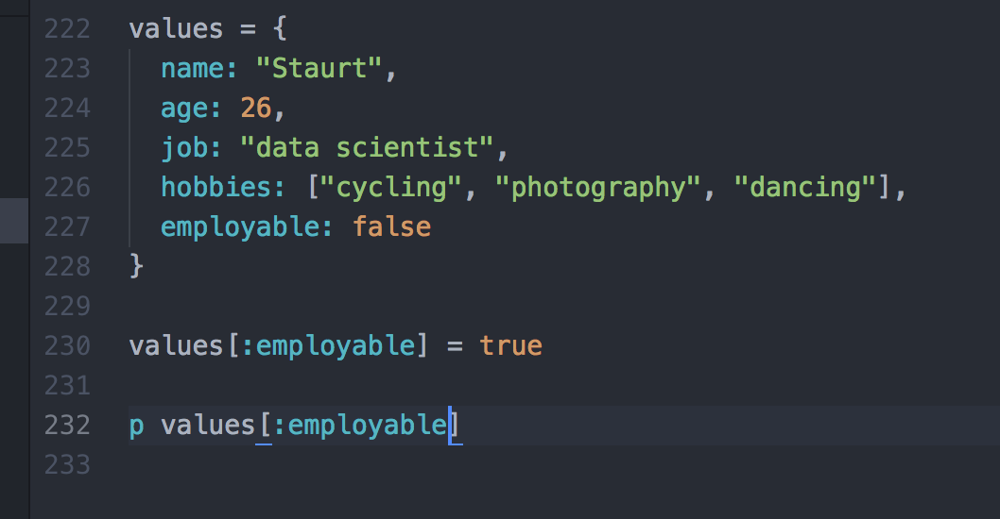 222 values = {
223 name: "Staurt",
224 age: 26,
225 job: "data scientist",
226 hobbies: ["cycling", "photography", "dancing"],
227 employable: false
228 }
229
230 values[:employable] = true
231
232 p values[:employable]
233